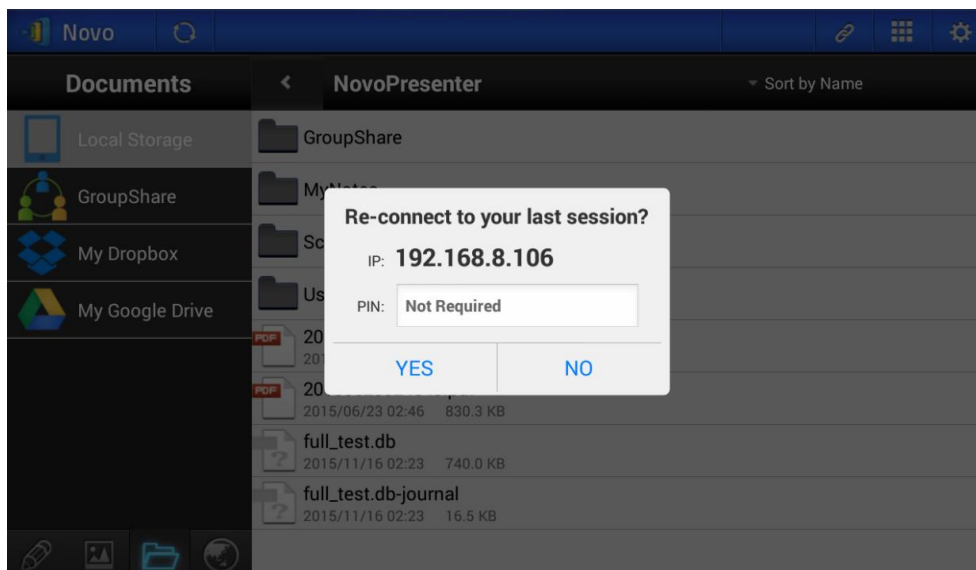 Novo
Documents
NovoPresenter
Sort by Name
Local Storage
GroupShare
My Dropbox
My Google Drive
GroupShare
Re-connect to your last session?
IP: 192.168.8.106
PIN: Not Required
YES
NO
PDF
PDF
2015/06/23 02:46 830.3 KB
full_test.db
2015/11/16 02:23 740.0 KB
full_test.db-journal
2015/11/16 02:23 16.5 KB